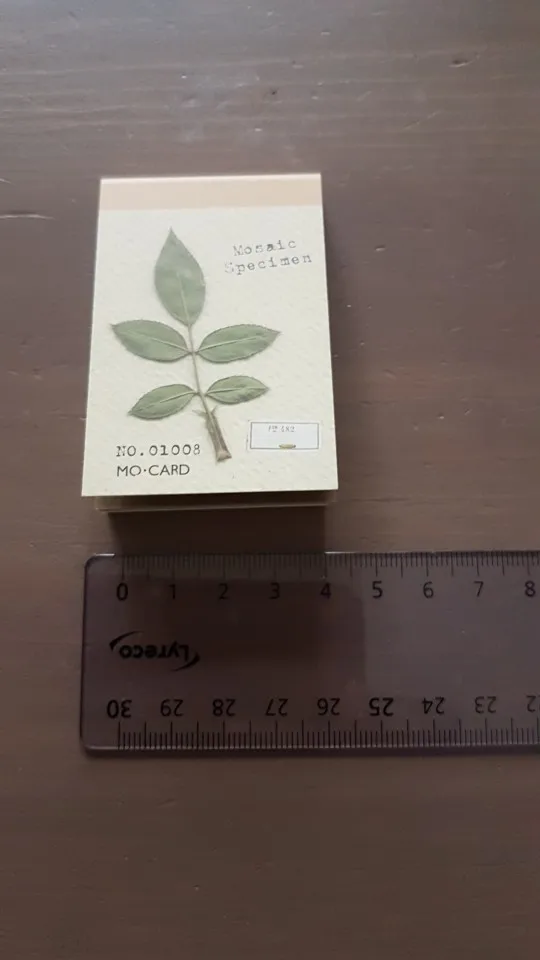 Mosaic
Specimen
NO.01008
MO·CARD
0 1 2 3 4 5 6 7 8
Lyreco
30 29 28 27 26 25 24 23 22